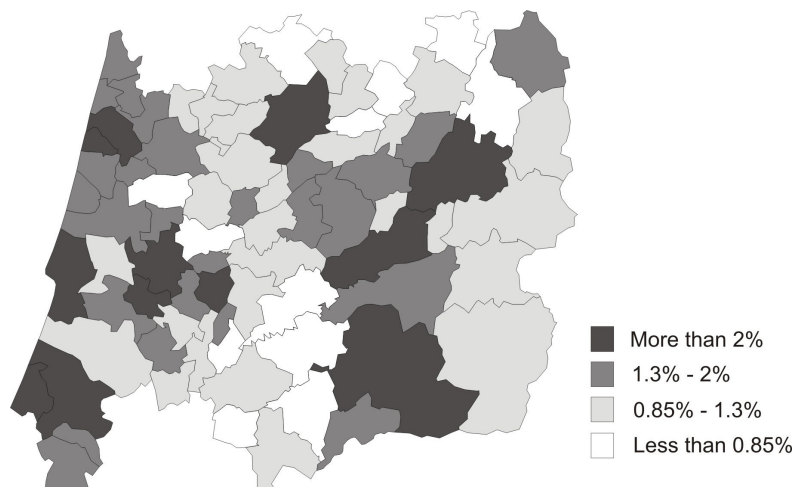 More than 2%
1.3% - 2%
0.85% - 1.3%
Less than 0.85%